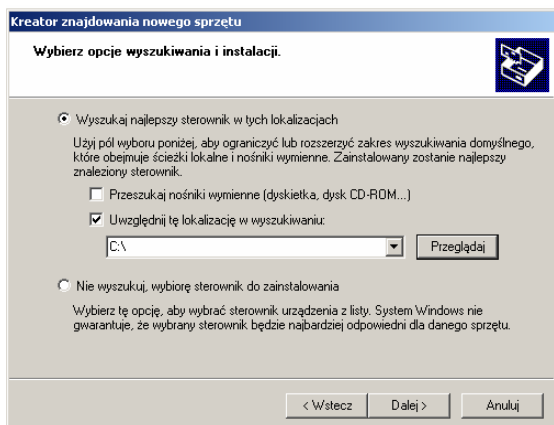 Kreator znajdowania nowego sprzętu
Wybierz opcje wyszukiwania i instalacji.
Wyszukaj najlepszy sterownik w tych lokalizacjach
Użyj pól wyboru poniżej, aby ograniczyć lub rozszerzyć zakres wyszukiwania domyślnego,
które obejmuje ścieżki lokalne i nośniki wymienne. Zainstalowany zostanie najlepszy
znaleziony sterownik.
Przeszukaj nośniki wymienne (dyskietka, dysk CD-ROM...)
Uwzględnij tę lokalizację w wyszukiwaniu:
C:\ Przeglądaj
Nie wyszukuj, wybiorę sterownik do zainstalowania
Wybierz tę opcję, aby wybrać sterownik urządzenia z listy. System Windows nie
gwarantuje, że wybrany sterownik będzie najbardziej odpowiedni dla danego sprzętu.
< Wstecz Dalej > Anuluj